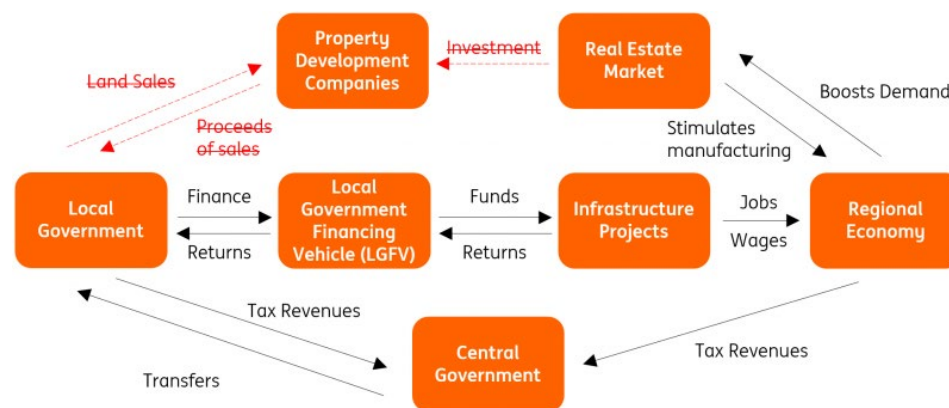 Property
Development
Companies
Investment
Real Estate
Market
Land Sales
Proceeds
of sales
Boosts Demand
Stimulates
manufacturing
Local
Government
Finance
Returns
Local
Government
Financing
Vehicle (LGFV)
Funds
Returns
Infrastructure
Projects
Jobs
Wages
Regional
Economy
Tax Revenues
Transfers
Central
Government
Tax Revenues